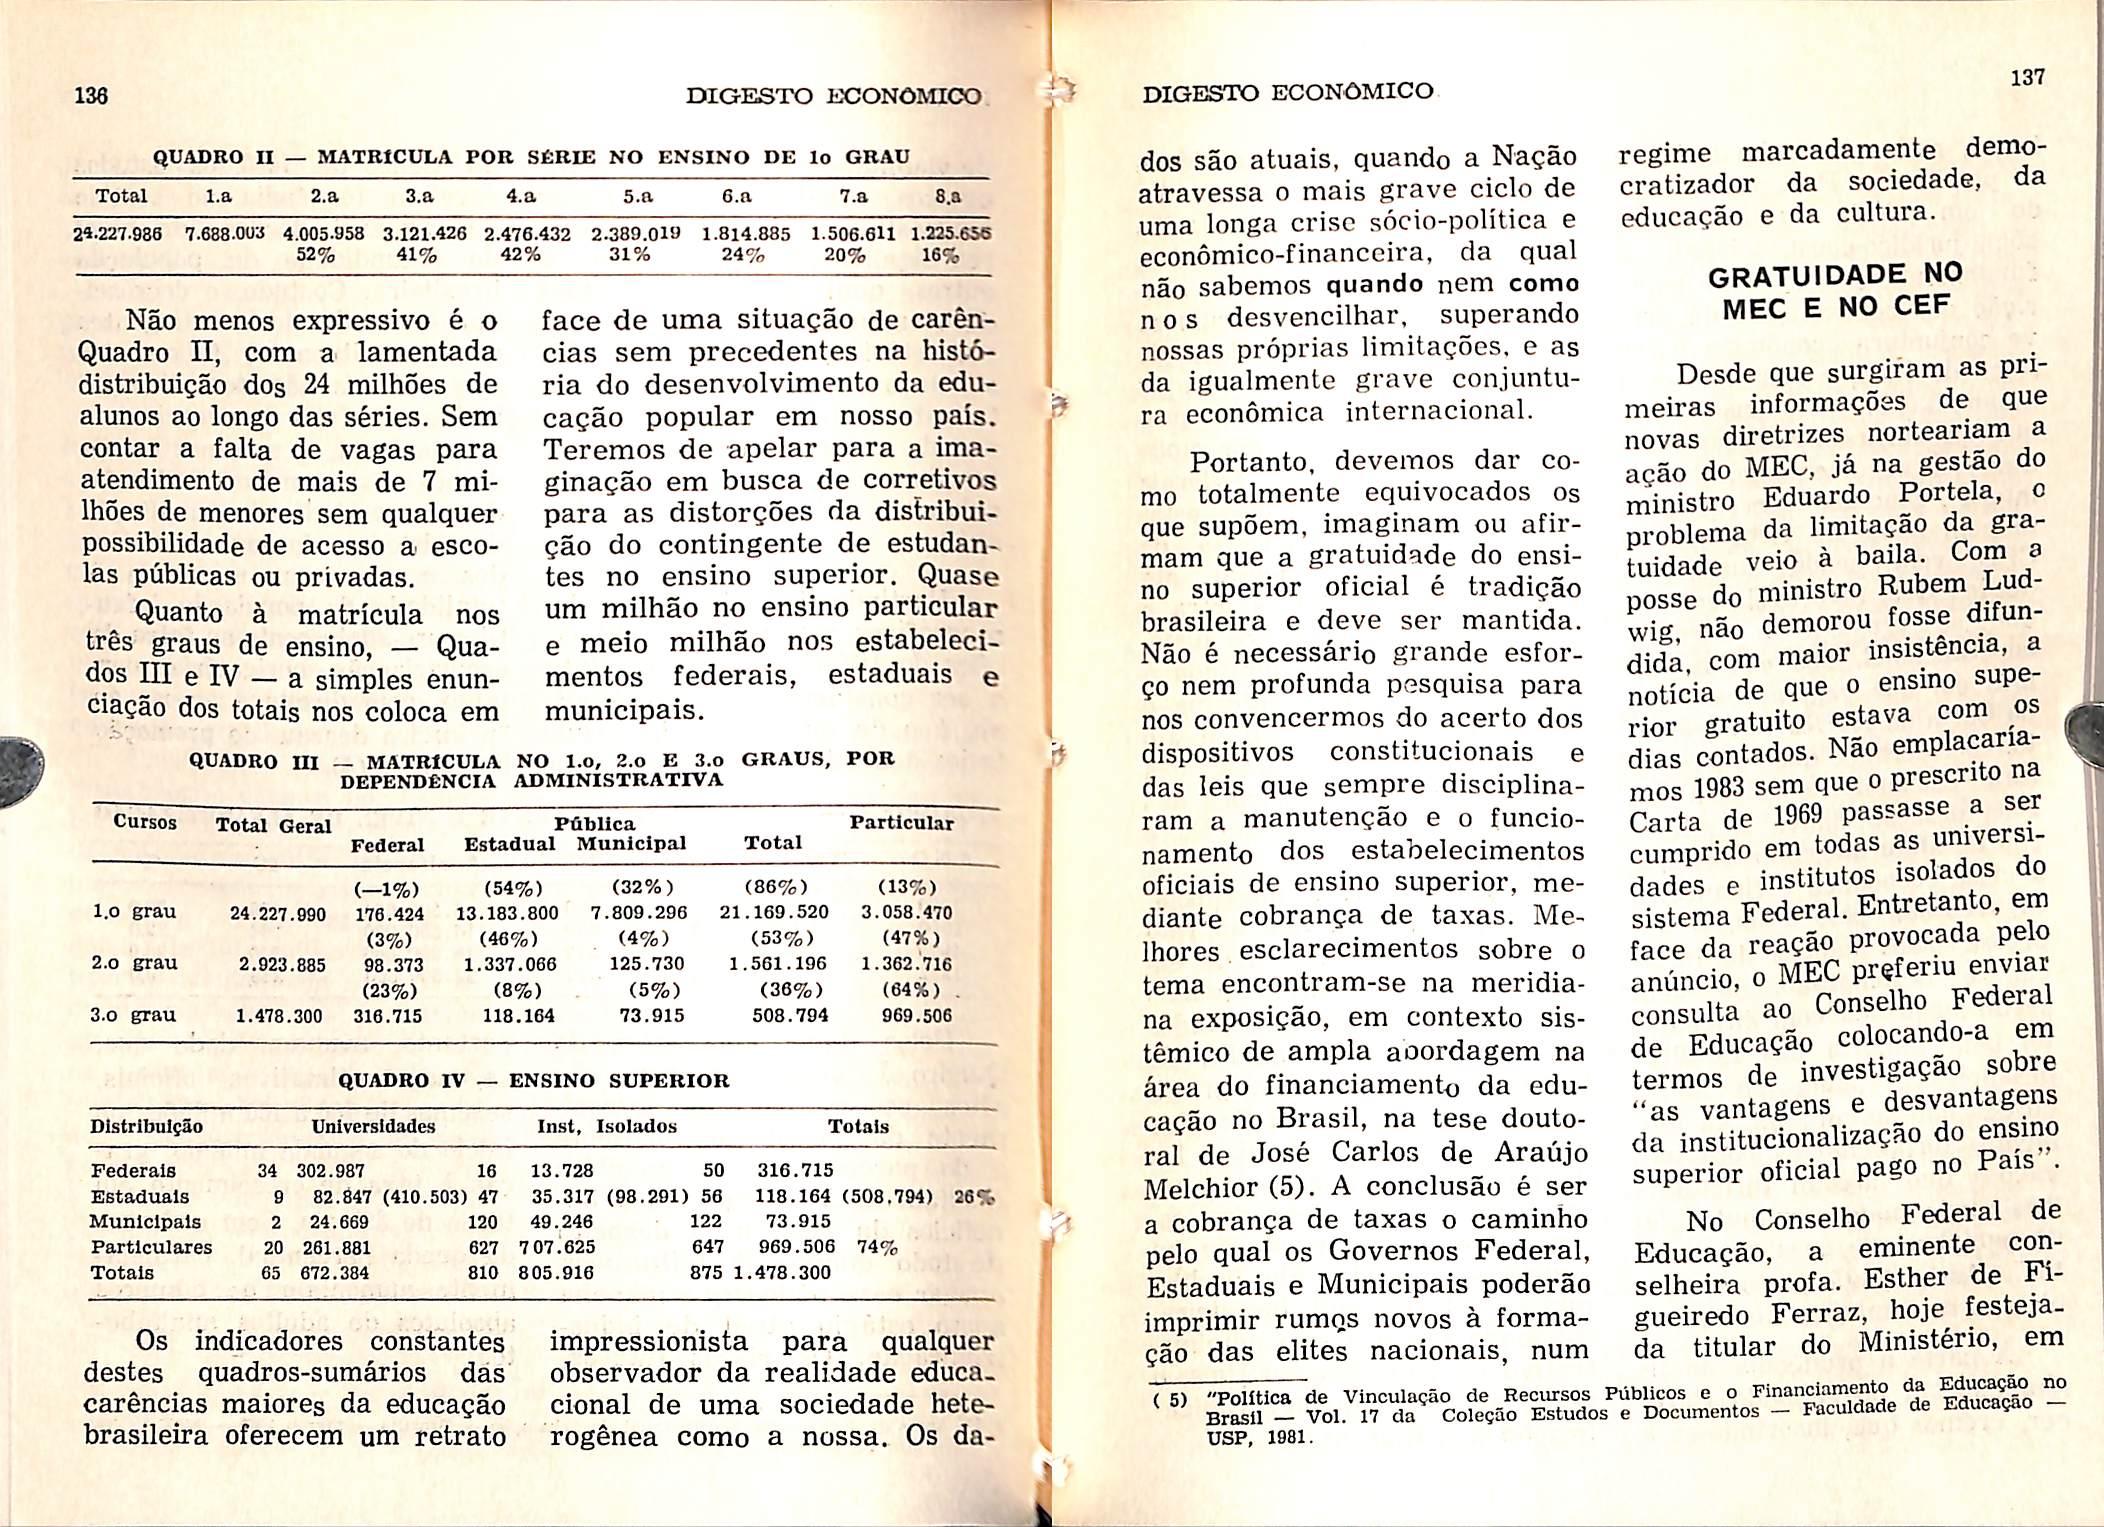 136
DIGESTO ECONÔMICO
QUADRO II — MATRÍCULA POR SÉRIE NO ENSINO DE 1o GRAU
Total 1.a 2.a 3.a 4.a 5.a 6.a 7.a 8.a
24.227.986 7.688.003 4.005.958 3.121.426 2.476.432 2.389.019 1.814.885 1.506.611 1.225.656
52% 41% 42% 31% 24% 20% 16%
Não menos expressivo é o
Quadro II, com a lamentada
distribuição dos 24 milhões de
alunos ao longo das séries. Sem
contar a falta de vagas para
atendimento de mais de 7 mi-
lhões de menores sem qualquer
possibilidade de acesso a esco-
las públicas ou privadas.
Quanto à matrícula nos
três graus de ensino, — Qua-
dos III e IV — a simples enun-
ciação dos totais nos coloca em
face de uma situação de carên-
cias sem precedentes na histó-
ria do desenvolvimento da edu-
cação popular em nosso país.
Teremos de apelar para a ima-
ginação em busca de corretivos
para as distorções da distribui-
ção do contingente de estudan-
tes no ensino superior. Quase
um milhão no ensino particular
e meio milhão nos estabeleci-
mentos federais, estaduais e
municipais.
QUADRO III — MATRÍCULA NO 1.o, 2.o E 3.o GRAUS, POR
DEPENDÊNCIA ADMINISTRATIVA
Cursos Total Geral Pública Particular
Federal Estadual Municipal Total
(—1%) (54%) (32%) (86%) (13%)
1.o grau 24.227.990 176.424 13.183.800 7.809.296 21.169.520 3.058.470
(3%) (46%) (4%) (53%) (47%)
2.o grau 2.923.885 98.373 1.337.066 125.730 1.561.196 1.362.716
(23%) (8%) (5%) (36%) (64%)
3.o grau 1.478.300 316.715 118.164 73.915 508.794 969.506
QUADRO IV — ENSINO SUPERIOR
Distribuição Universidades Inst, Isolados Totais
Federais 34 302.987 16 13.728 50 316.715
Estaduais 9 82.847 (410.503) 47 35.317 (98.291) 56 118.164 (508.794) 26%
Municipais 2 24.669 120 49.246 122 73.915
Particulares 20 261.881 627 707.625 647 969.506 74%
Totais 65 672.384 810 805.916 875 1.478.300
Os indicadores constantes
destes quadros-sumários das
carências maiores da educação
brasileira oferecem um retrato
impressionista para qualquer
observador da realidade educa-
cional de uma sociedade hete-
rogênea como a nossa. Os da-
DIGESTO ECONÔMICO
137
dos são atuais, quando a Nação
atravessa o mais grave ciclo de
uma longa crise sócio-política e
econômico-financeira, da qual
não sabemos quando nem como
nos desvencilhar, superando
nossas próprias limitações, e as
da igualmente grave conjuntu-
ra econômica internacional.
Portanto, devemos dar co-
mo totalmente equivocados os
que supõem, imaginam ou afir-
mam que a gratuidade do ensi-
no superior oficial é tradição
brasileira e deve ser mantida.
Não é necessário grande esfor-
ço nem profunda pesquisa para
nos convencermos do acerto dos
dispositivos constitucionais e
das leis que sempre disciplina-
ram a manutenção e o funcio-
namento dos estabelecimentos
oficiais de ensino superior, me-
diante cobrança de taxas. Me-
lhores esclarecimentos sobre o
tema encontram-se na meridia-
na exposição, em contexto sis-
têmico de ampla abordagem na
área do financiamento da edu-
cação no Brasil, na tese douto-
ral de José Carlos de Araújo
Melchior (5). A conclusão é ser
a cobrança de taxas o caminho
pelo qual os Governos Federal,
Estaduais e Municipais poderão
imprimir rumos novos à forma-
ção das elites nacionais, num
regime marcadamente demo-
cratizador da sociedade, da
educação e da cultura.
GRATUIDADE NO
MEC E NO CEF
Desde que surgiram as pri-
meiras informações de que
novas diretrizes norteariam a
ação do MEC, já na gestão do
ministro Eduardo Portela, o
problema da limitação da gra-
tuidade veio à baila. Com a
posse do ministro Rubem Lud-
wig, não demorou fosse difun-
dida, com maior insistência, a
notícia de que o ensino supe-
rior gratuito estava com os
dias contados. Não emplacaría-
mos 1983 sem que o prescrito na
Carta de 1969 passasse a ser
cumprido em todas as universi-
dades e institutos isolados do
sistema Federal. Entretanto, em
face da reação provocada pelo
anúncio, o MEC preferiu enviar
consulta ao Conselho Federal
de Educação colocando-a em
termos de investigação sobre
"as vantagens e desvantagens
da institucionalização do ensino
superior oficial pago no País".
No Conselho Federal de
Educação, a eminente con-
selheira profa. Esther de Fi-
gueiredo Ferraz, hoje festeja-
da titular do Ministério, em
( 5) "Política de Vinculação de Recursos Públicos e o Financiamento da Educação no
Brasil — Vol. 17 da Coleção Estudos e Documentos — Faculdade de Educação —
USP, 1981.